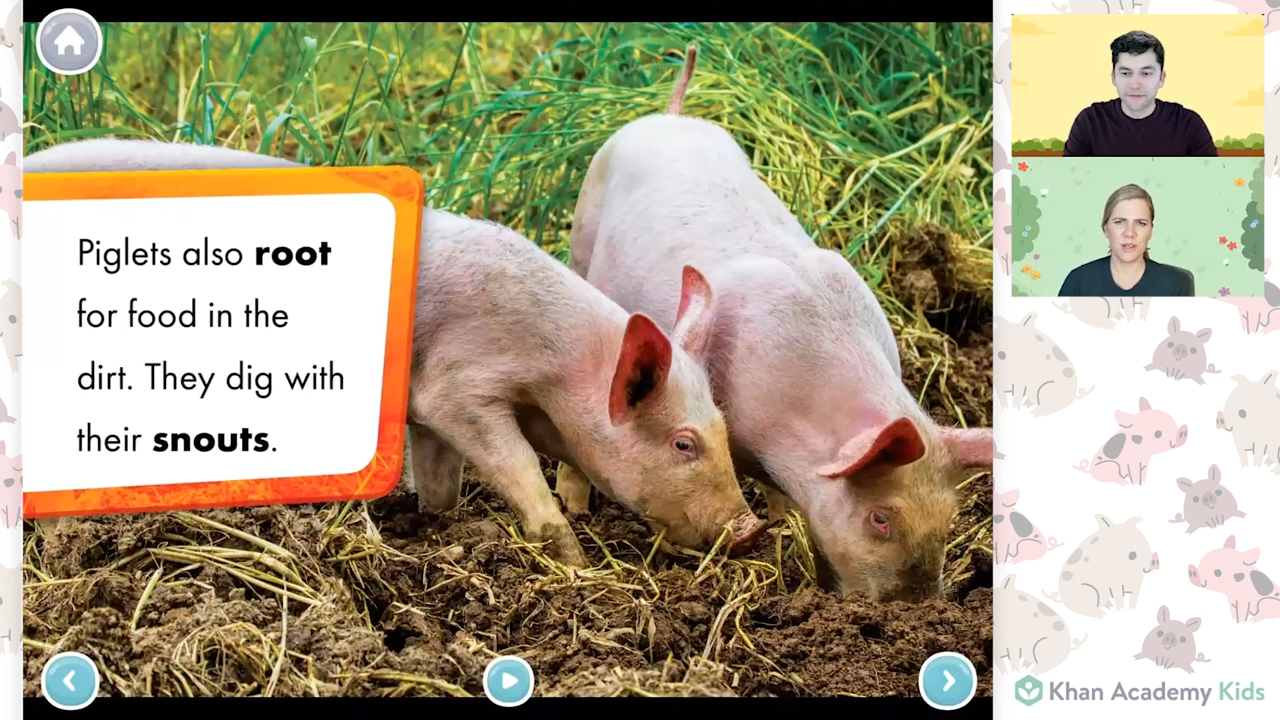 Piglets also root
for food in the
dirt. They dig with
their snouts.
Khan Academy Kids